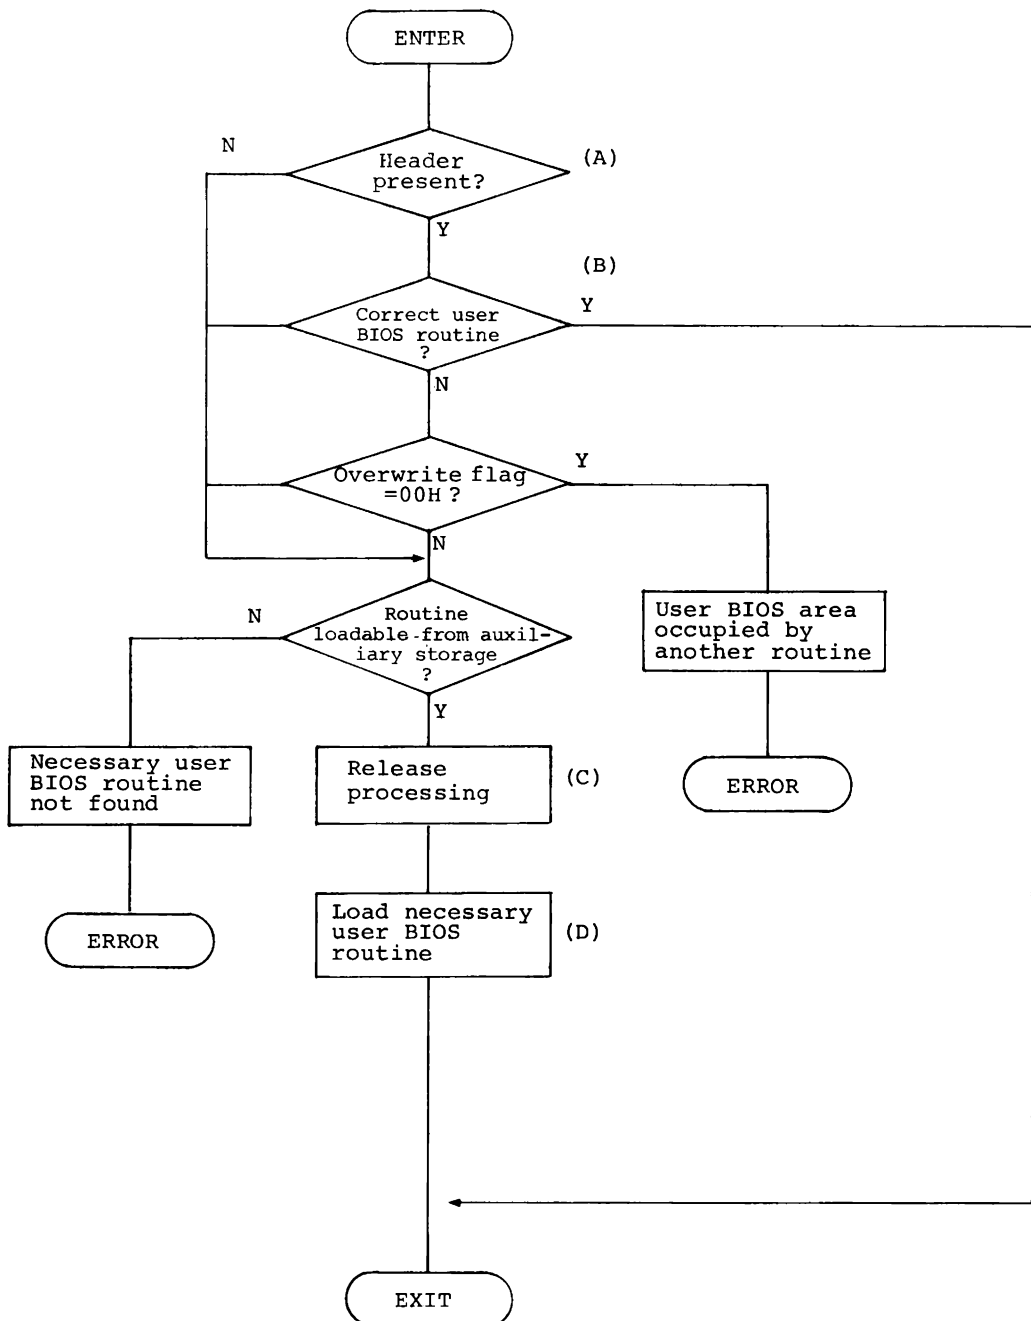 ENTER
N
Header
present?
(A)
Y
(B)
Correct user
BIOS routine
?
Y
N
Overwrite flag
=00H ?
Y
N
N
Routine
loadable-from auxil-
iary storage
?
User BIOS area
occupied by
another routine
Y
Necessary user
BIOS routine
not found
Release
processing
(C)
ERROR
Load necessary
user BIOS
routine
(D)
ERROR
EXIT